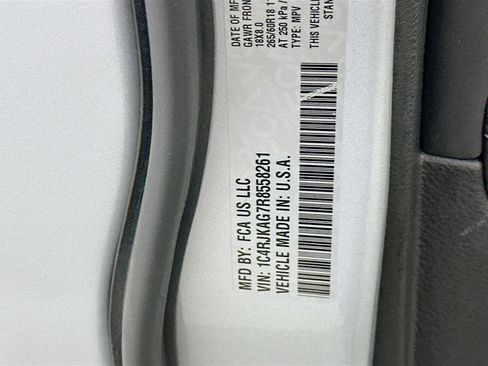 MFD BY: FCA US LLC
VIN: 1C4RJKAG7R8558261
VEHICLE MADE IN: U.S.A.
DATE OF MF
GAWR FRON
18X8.0
265/60R18 1
AT 250 kPa /
TYPE: MPV
THIS VEHICLE
STAN